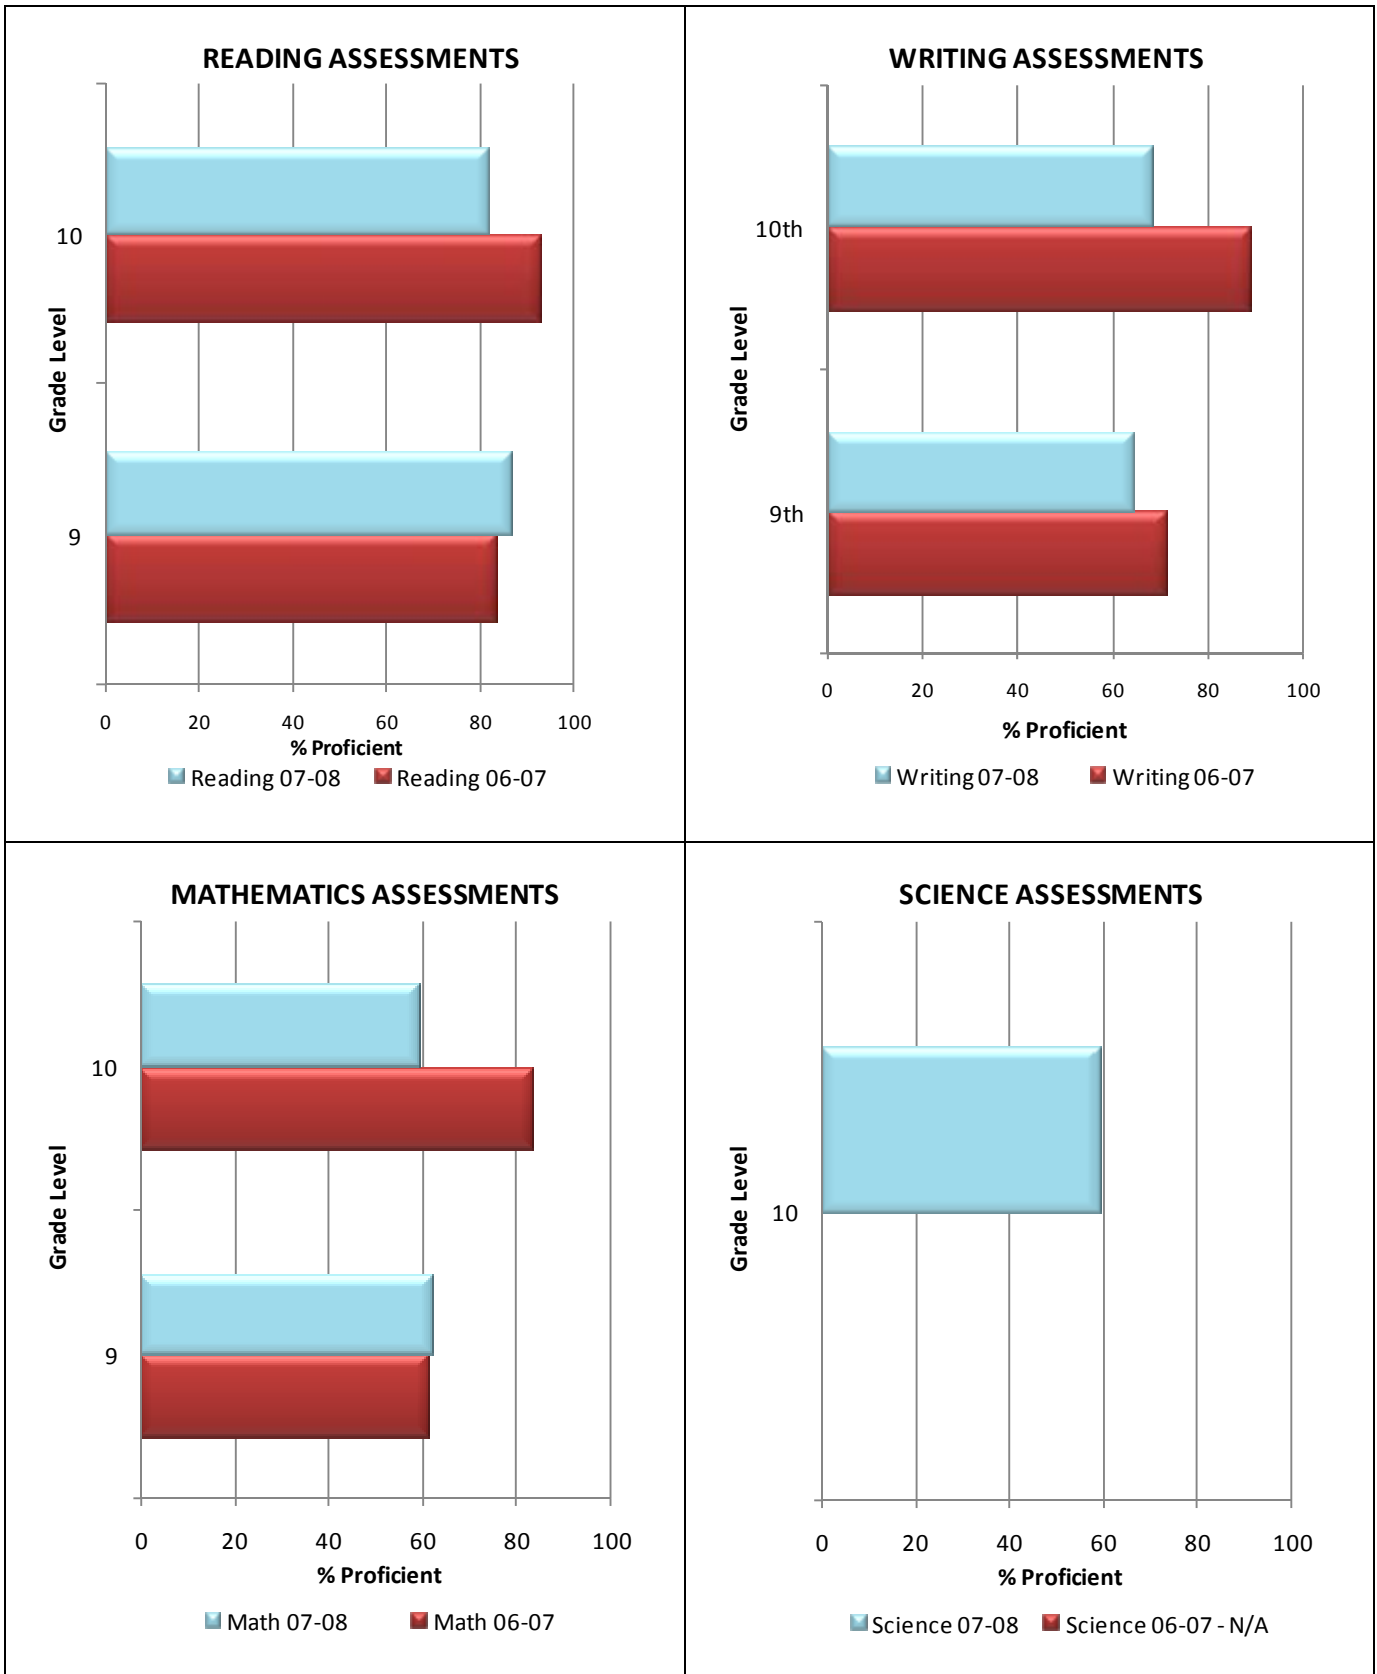 READING ASSESSMENTS
10
9
Grade Level
0 20 40 60 80 100
% Proficient
Reading 07-08 Reading 06-07
WRITING ASSESSMENTS
10th
9th
Grade Level
0 20 40 60 80 100
% Proficient
Writing 07-08 Writing 06-07
MATHEMATICS ASSESSMENTS
10
9
Grade Level
0 20 40 60 80 100
% Proficient
Math 07-08 Math 06-07
SCIENCE ASSESSMENTS
10
Grade Level
0 20 40 60 80 100
% Proficient
Science 07-08 Science 06-07 - N/A